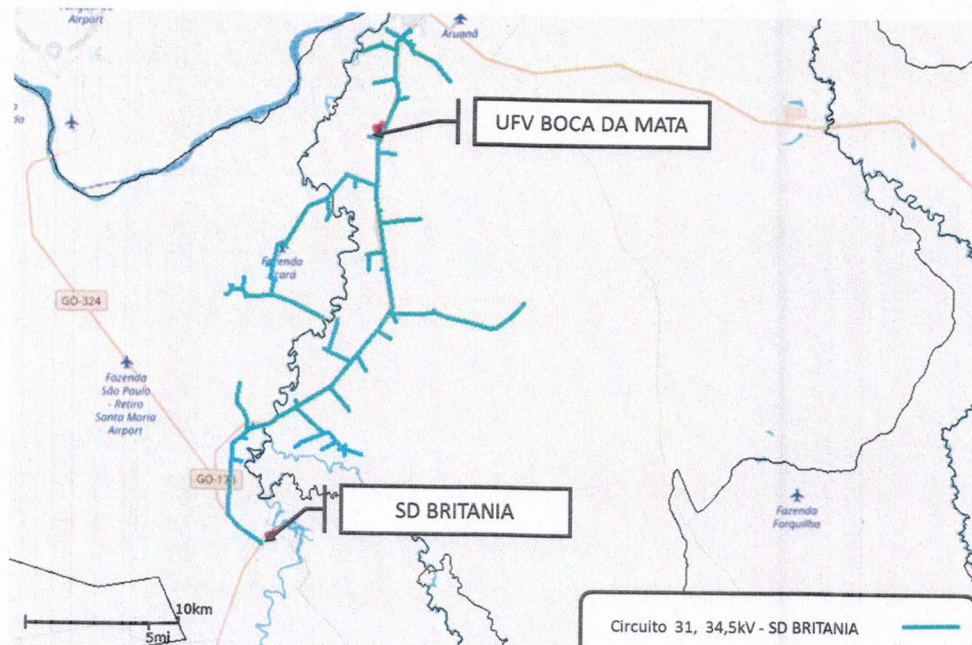 Airport
Aruanã
UFV BOCA DA MATA
Fazenda
GO-324
Fazenda
São Paulo
- Retiro
Santa Maria
Airport
SD BRITANIA
Fazenda
Forquilha
10km
5mi
Circuito 31, 34,5kV - SD BRITANIA